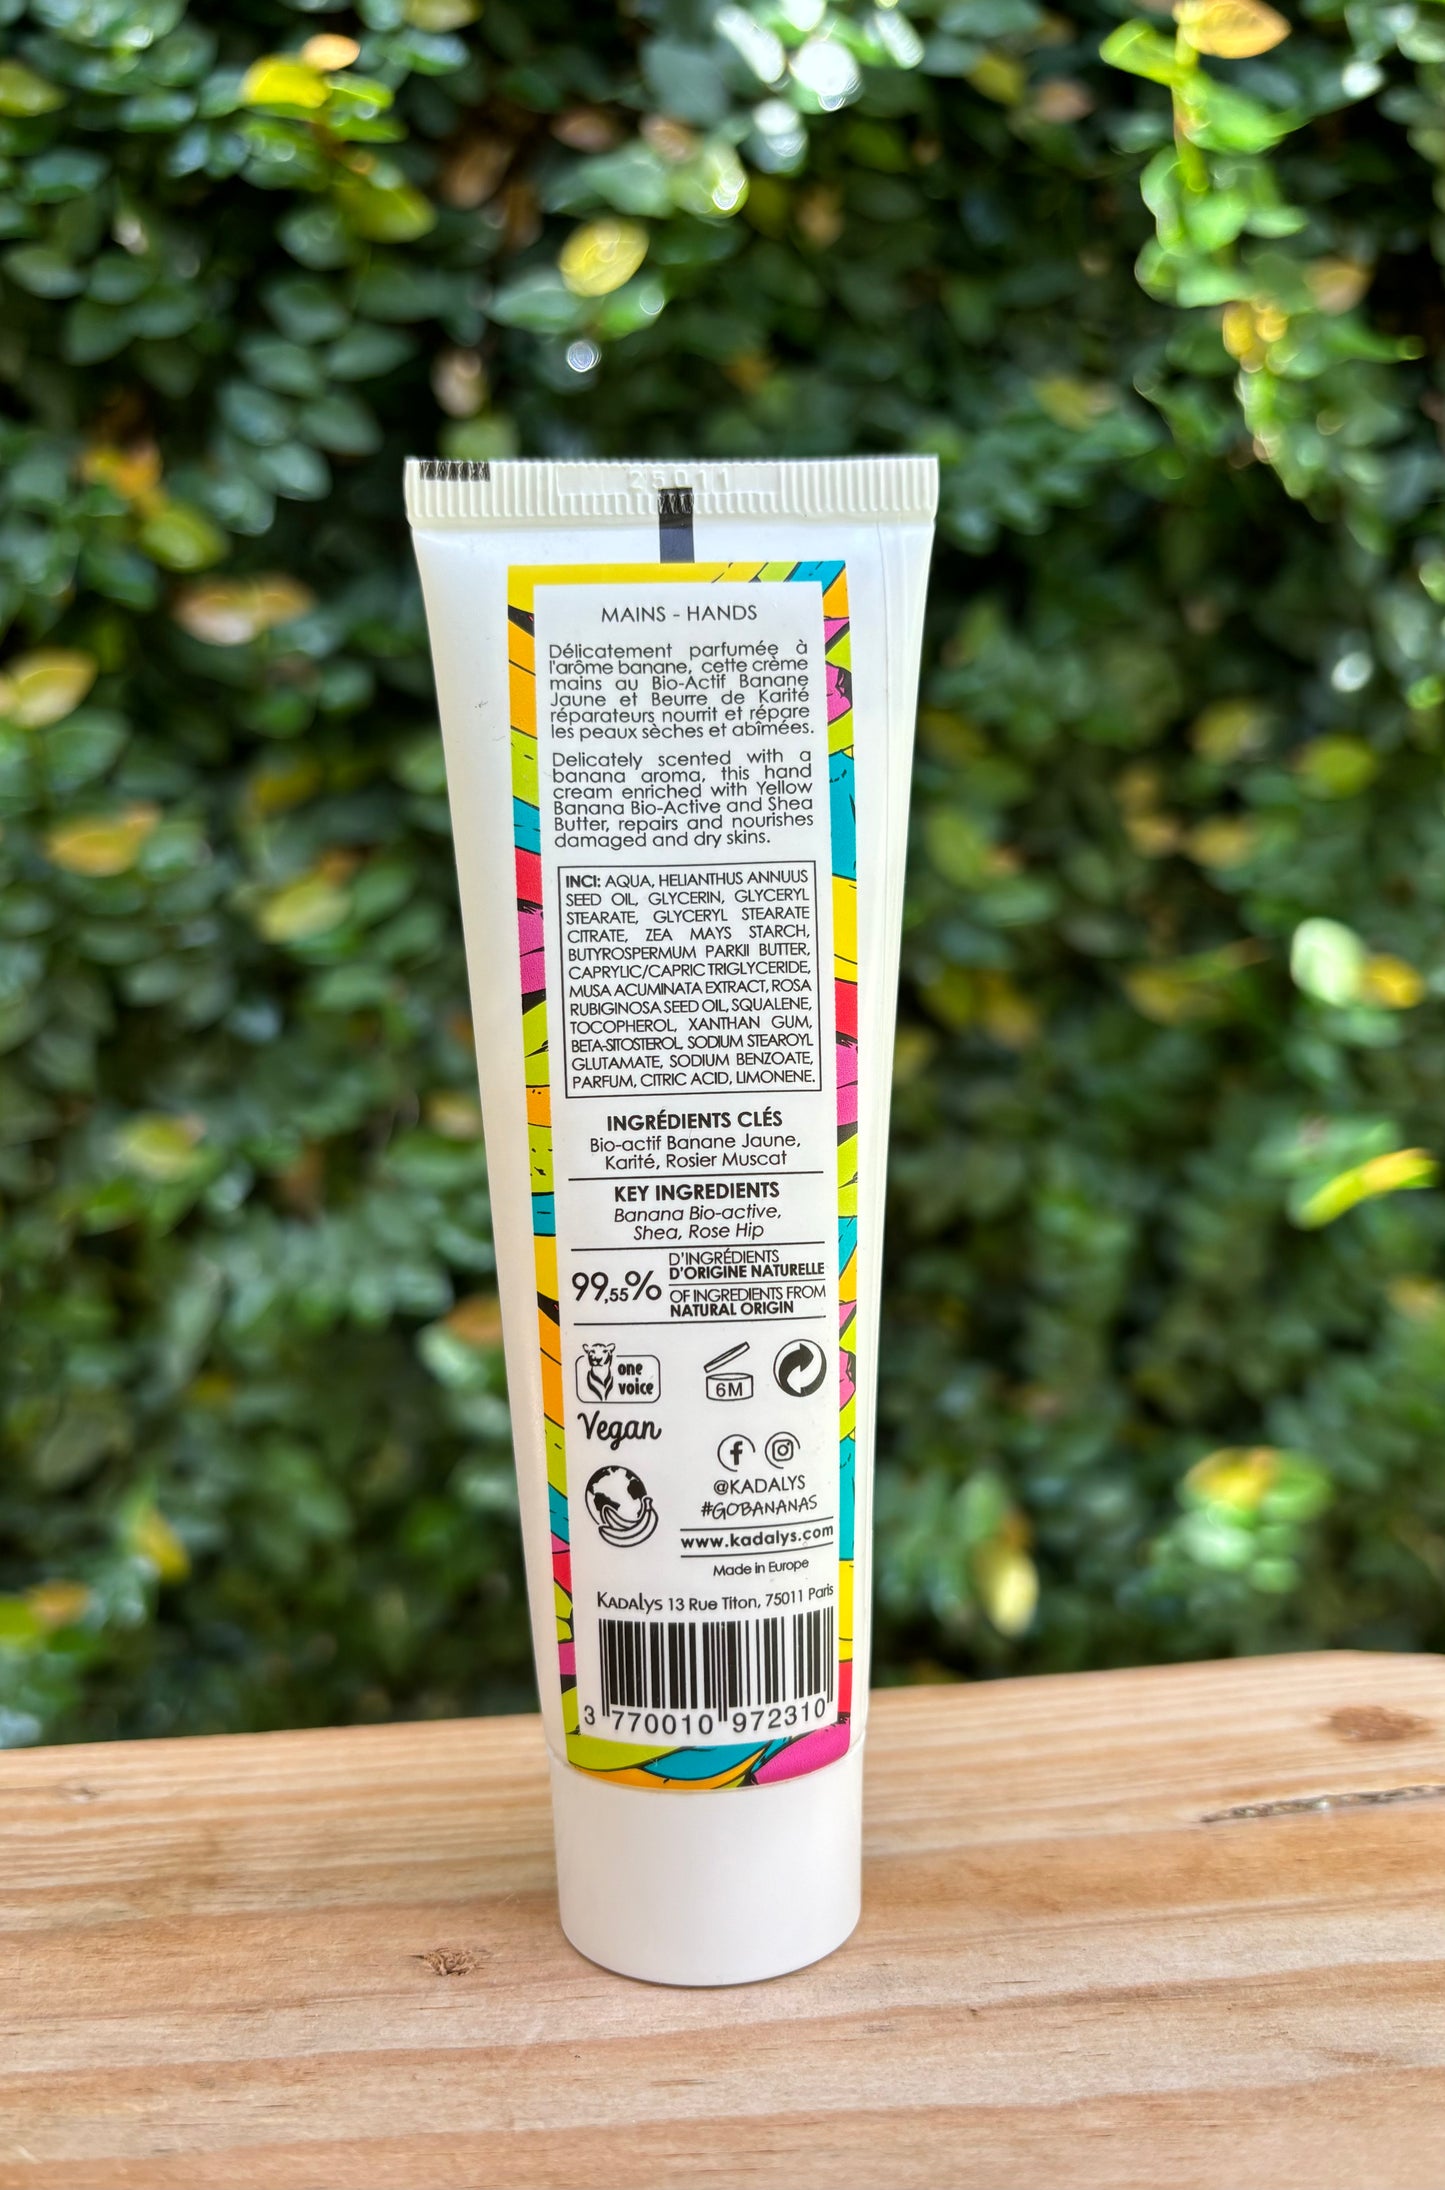 25011
MAINS - HANDS
Délicatement parfumée à
l'arôme banane, cette crème
mains au Bio-Actif Banane
Jaune et Beurre de Karité
réparateurs nourrit et répare
les peaux sèches et abîmées.
Delicately scented with a
banana aroma, this hand
cream enriched with Yellow
Banana Bio-Active and Shea
Butter, repairs and nourishes
damaged and dry skins.
INCI: AQUA, HELIANTHUS ANNUUS
SEED OIL, GLYCERIN, GLYCERYL
STEARATE, GLYCERYL STEARATE
CITRATE, ZEA MAYS STARCH,
BUTYROSPERMUM PARKII BUTTER,
CAPRYLIC/CAPRIC TRIGLYCERIDE,
MUSA ACUMINATA EXTRACT, ROSA
RUBIGINOSA SEED OIL, SQUALENE,
TOCOPHEROL, XANTHAN GUM,
BETA-SITOSTEROL, SODIUM STEAROYL
GLUTAMATE, SODIUM BENZOATE,
PARFUM, CITRIC ACID, LIMONENE.
INGRÉDIENTS CLÉS
Bio-actif Banane Jaune,
Karité, Rosier Muscat
KEY INGREDIENTS
Banana Bio-active,
Shea, Rose Hip
99,55%
D'INGRÉDIENTS
D'ORIGINE NATURELLE
OF INGREDIENTS FROM
NATURAL ORIGIN
one
voice
Vegan
6M
@KADALYS
#GOBANANAS
www.kadalys.com
Made in Europe
KADALYS 13 Rue Titon, 75011 Paris
3 770010 972310